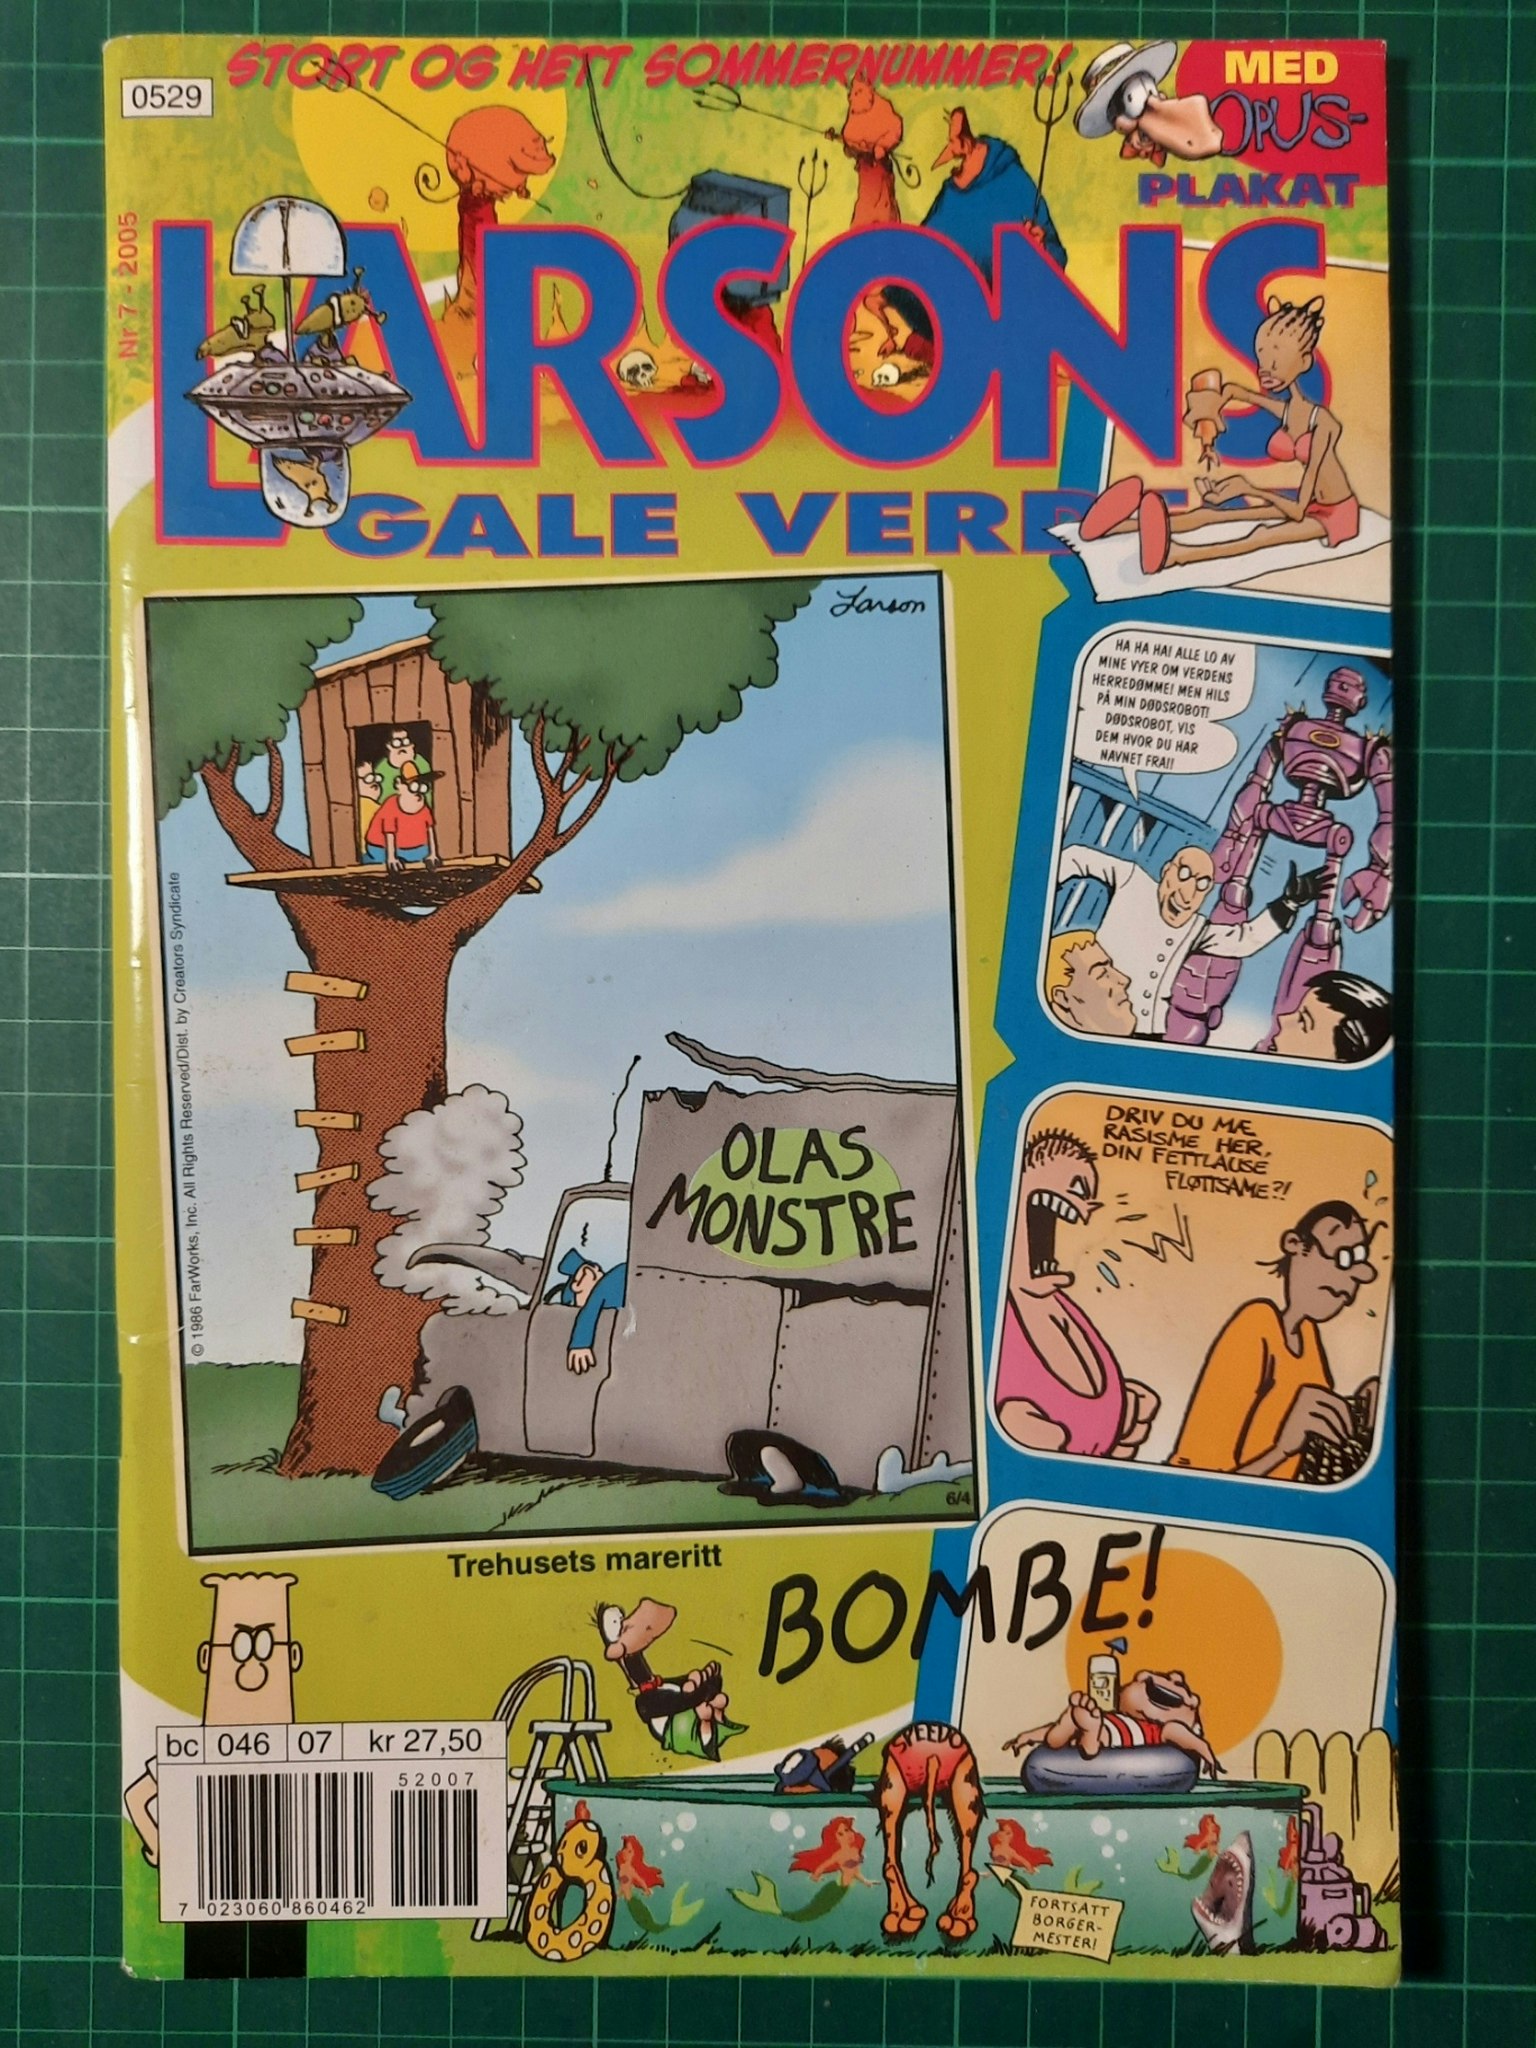 STORT OG HETT SOMMERNUMMER!
0529
MED
OPUS-
PLAKAT
Nr 7 - 2005
LARSONS
GALE VERDEN
Larson
HA HA HA! ALLE LO AV
MINE VYER OM VERDENS
HERREDØMME! MEN HILS
PÅ MIN DØDSROBOT!
DØDSROBOT, VIS
DEM HVOR DU HAR
NAVNET FRA!!
© 1986 FarWorks, Inc. All Rights Reserved/Dist. by Creators Syndicate
OLAS
MONSTRE
6/4
DRIV DU MÆ
RASISME HER,
DIN FETTLAUSE
FLØTTSAME?!
Trehusets mareritt
BOMBE!
SPEEDO
bc 046 07 kr 27,50
52007
7 023060 860462
FORTSATT
BORGER-
MESTER!